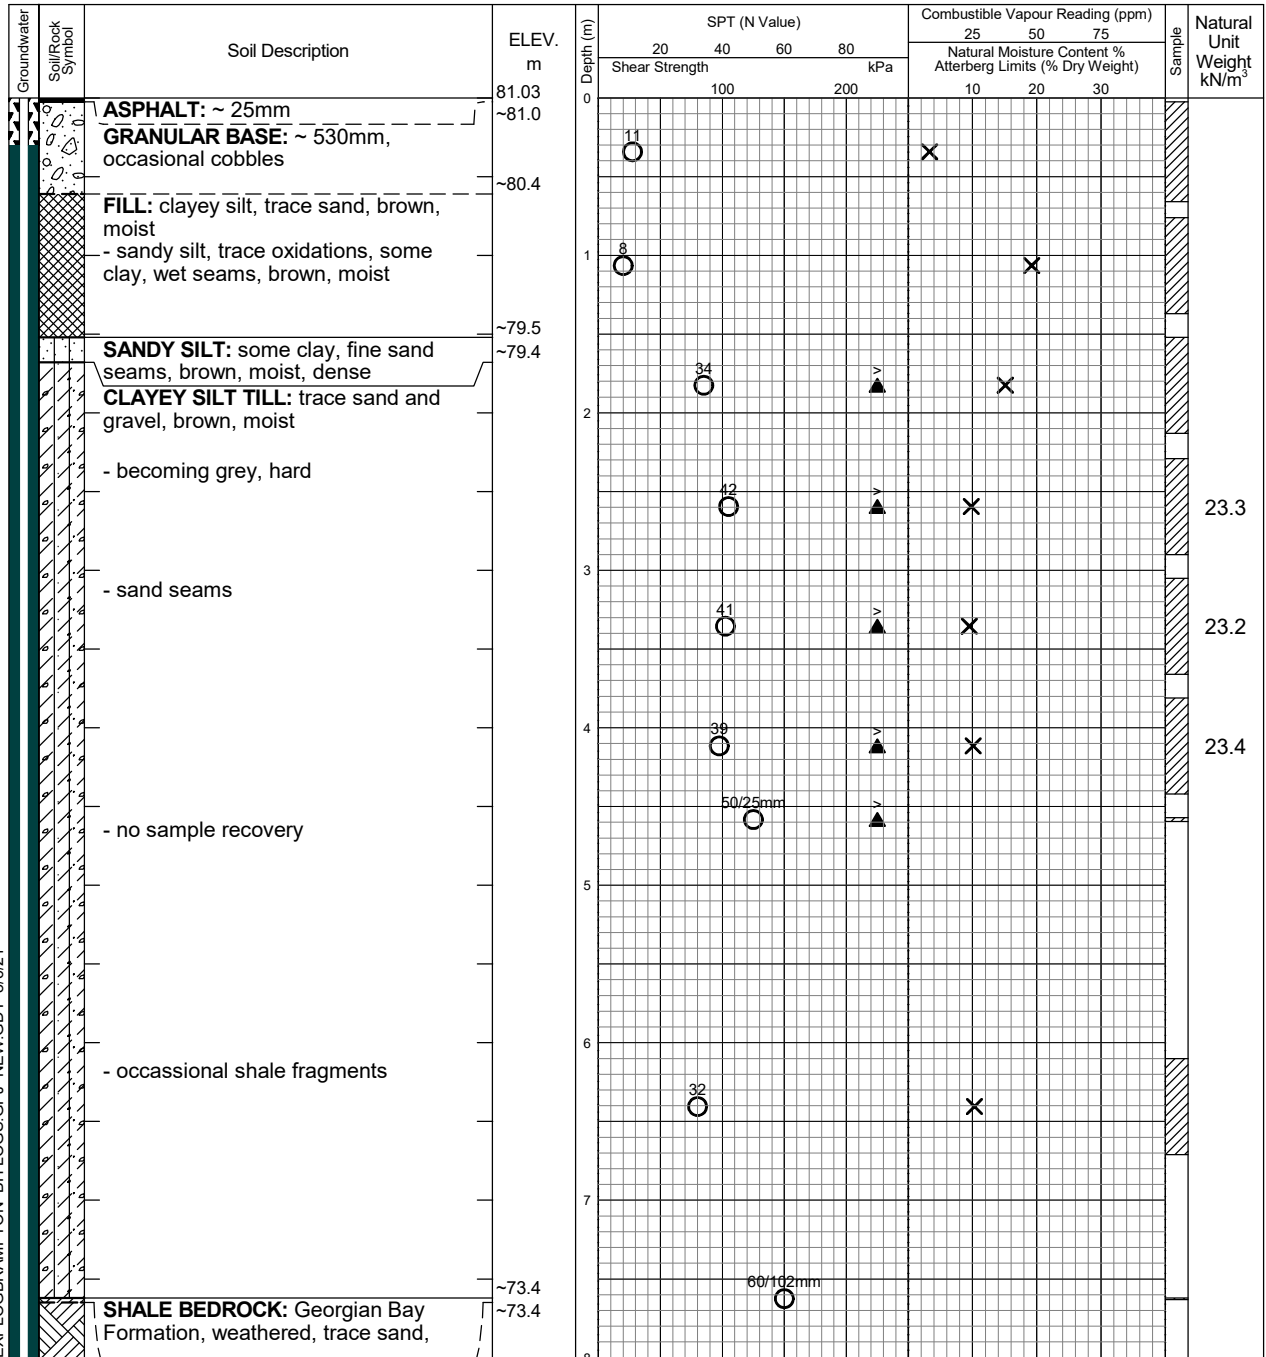 Groundwater
Soil/Rock
Symbol
Soil Description
ELEV.
m
Depth (m)
SPT (N Value)
20 40 60 80
Shear Strength kPa
100 200
Combustible Vapour Reading (ppm)
25 50 75
Natural Moisture Content %
Atterberg Limits (% Dry Weight)
10 20 30
Sample
Natural
Unit
Weight
kN/m³
81.03
0
ASPHALT: ~ 25mm
~81.0
GRANULAR BASE: ~ 530mm,
occasional cobbles
11
~80.4
FILL: clayey silt, trace sand, brown,
moist
- sandy silt, trace oxidations, some
clay, wet seams, brown, moist
8
1
~79.5
SANDY SILT: some clay, fine sand
seams, brown, moist, dense
~79.4
34 >
CLAYEY SILT TILL: trace sand and
gravel, brown, moist
2
- becoming grey, hard
42 >
23.3
3
- sand seams
41 >
23.2
4
39 >
23.4
50/25mm >
- no sample recovery
5
6
- occassional shale fragments
32
7
~73.4
60/102mm
SHALE BEDROCK: Georgian Bay
Formation, weathered, trace sand,
~73.4